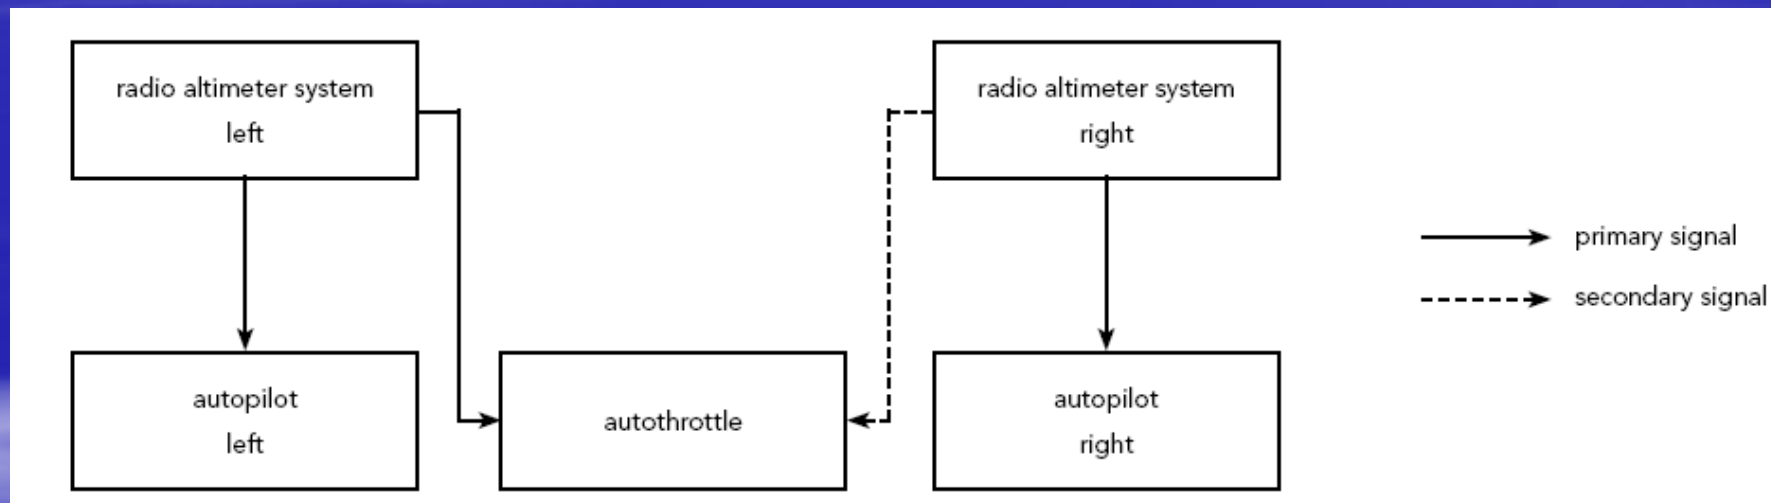 radio altimeter system
left
radio altimeter system
right
primary signal
secondary signal
autopilot
left
autothrottle
autopilot
right